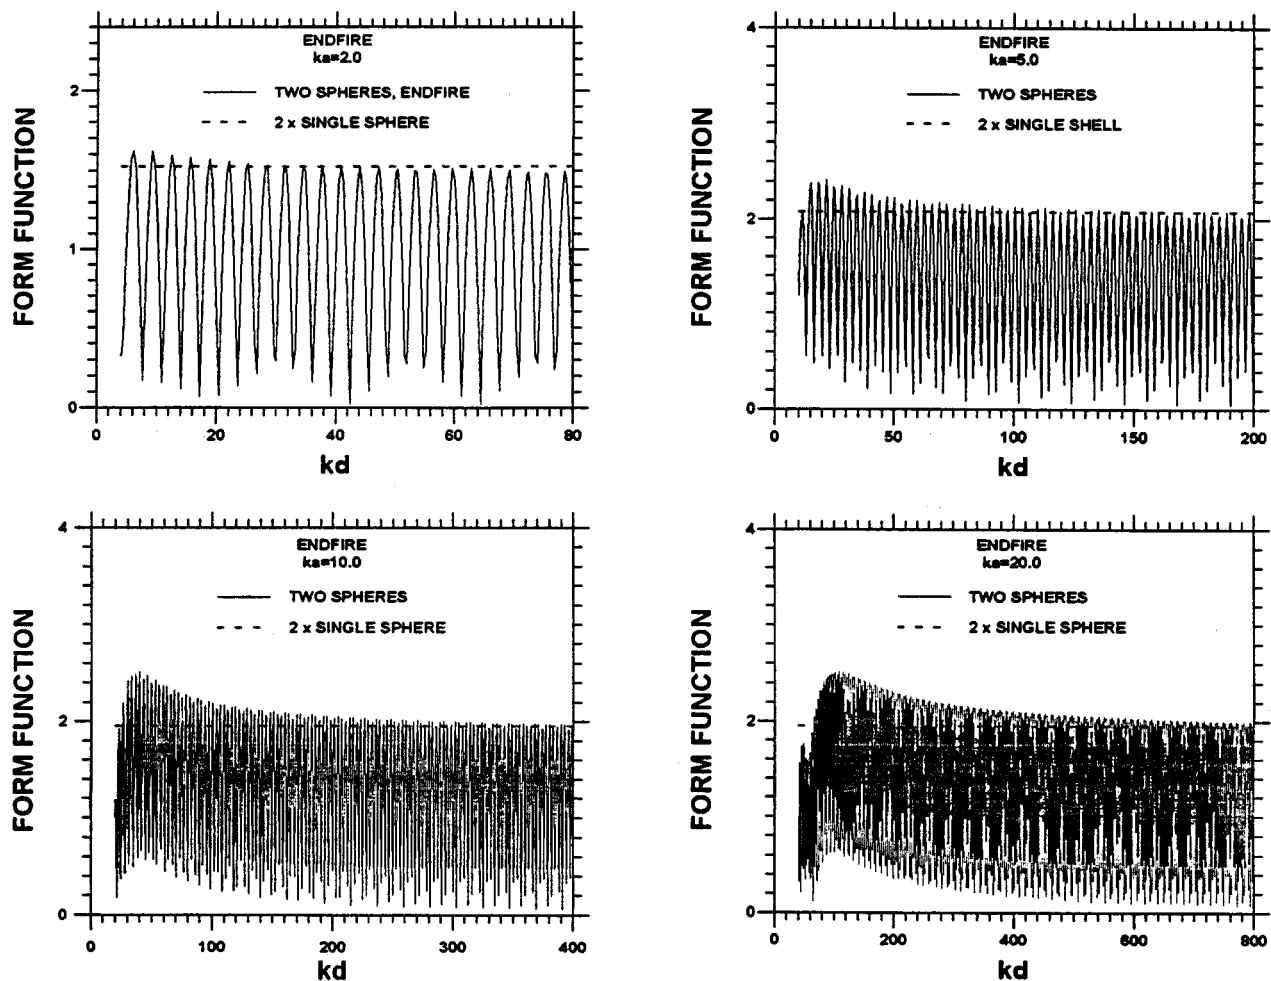 ENDFIRE
ka=2.0
TWO SPHERES, ENDFIRE
2 x SINGLE SPHERE
FORM FUNCTION
2
1
0
0
20
40
60
80
kd
ENDFIRE
ka=5.0
TWO SPHERES
2 x SINGLE SHELL
FORM FUNCTION
4
2
0
0
50
100
150
200
kd
ENDFIRE
ka=10.0
TWO SPHERES
2 x SINGLE SPHERE
FORM FUNCTION
4
2
0
0
100
200
300
400
kd
ENDFIRE
ka=20.0
TWO SPHERES
2 x SINGLE SPHERE
FORM FUNCTION
4
2
0
0
200
400
600
800
kd